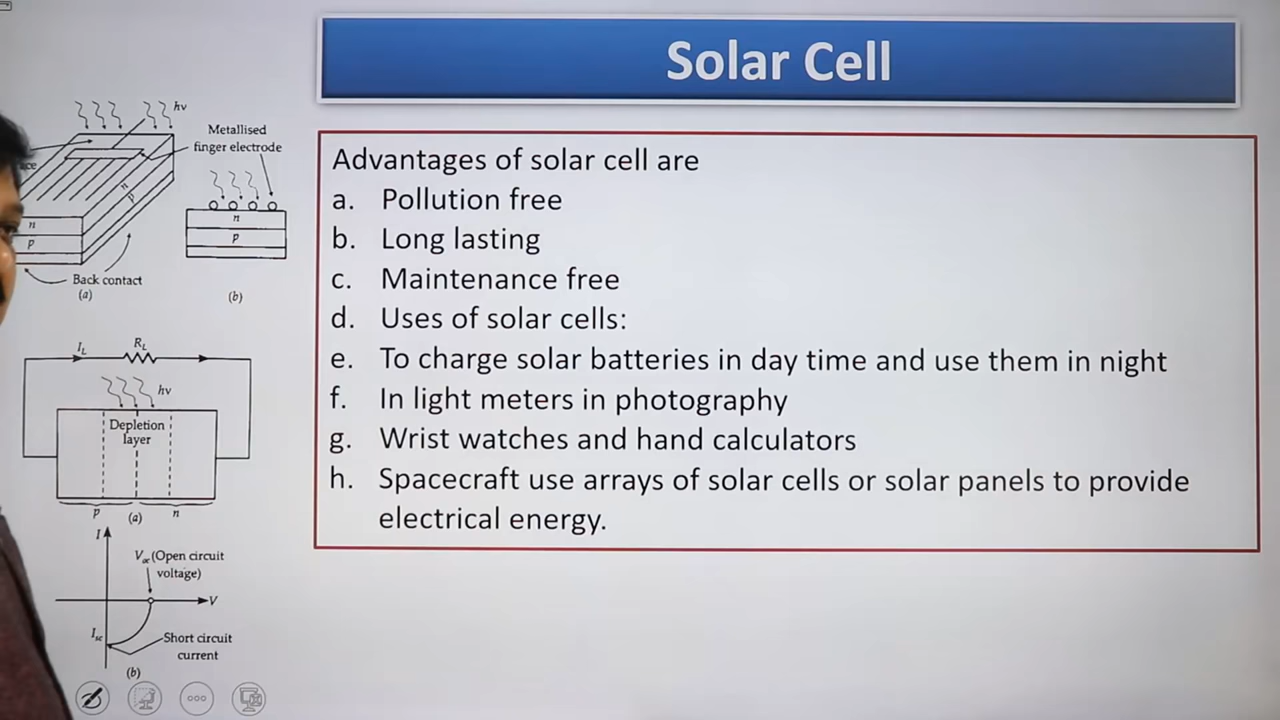 Solar Cell
hν
Metallised
finger electrode
n
p
n
p
n
p
Back contact
(a)
(b)
Advantages of solar cell are
a. Pollution free
b. Long lasting
c. Maintenance free
d. Uses of solar cells:
e. To charge solar batteries in day time and use them in night
f. In light meters in photography
g. Wrist watches and hand calculators
h. Spacecraft use arrays of solar cells or solar panels to provide
electrical energy.
I_L
R_L
hν
Depletion
layer
p
(a)
n
I
V_oc (Open circuit
voltage)
V
I_sc
Short circuit
current
(b)